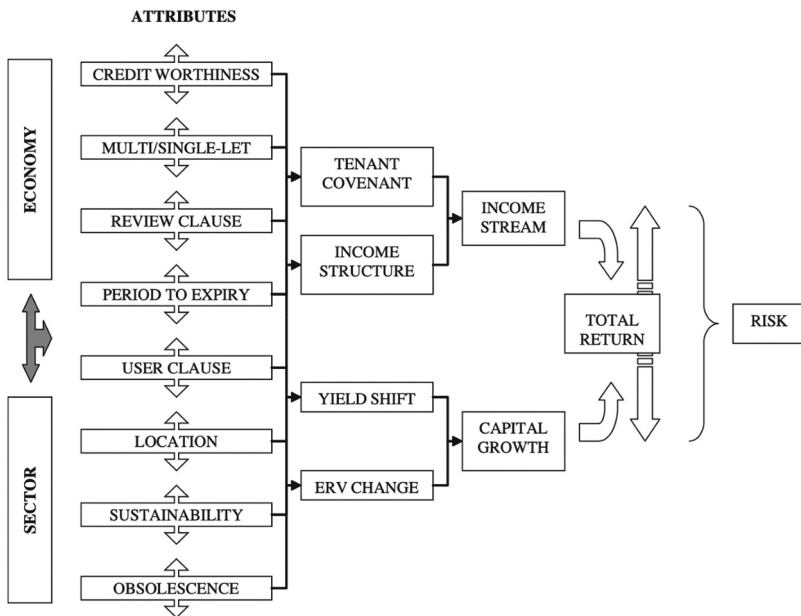 ATTRIBUTES
ECONOMY
SECTOR
CREDIT WORTHINESS
MULTI/SINGLE-LET
REVIEW CLAUSE
PERIOD TO EXPIRY
USER CLAUSE
LOCATION
SUSTAINABILITY
OBSOLESCENCE
TENANT
COVENANT
INCOME
STRUCTURE
YIELD SHIFT
ERV CHANGE
INCOME
STREAM
CAPITAL
GROWTH
TOTAL
RETURN
RISK